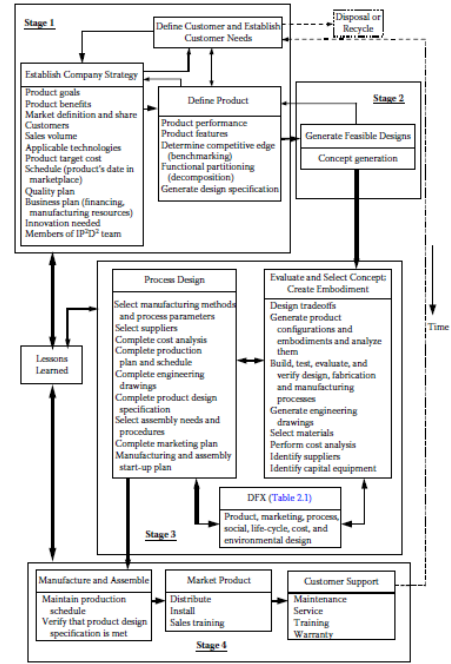 Stage 1
Define Customer and Establish
Customer Needs
Disposal or
Recycle
Establish Company Strategy
Product goals
Product benefits
Market definition and share
Customers
Sales volume
Applicable technologies
Product target cost
Schedule (product's date in
marketplace)
Quality plan
Business plan (financing,
manufacturing resources)
Innovation needed
Members of IP²D² team
Define Product
Product performance
Product features
Determine competitive edge
(benchmarking)
Functional partitioning
(decomposition)
Generate design specification
Stage 2
Generate Feasible Designs
Concept generation
Time
Process Design
Select manufacturing methods
and process parameters
Select suppliers
Complete cost analysis
Complete production
plan and schedule
Complete engineering
drawings
Complete product design
specification
Select assembly needs and
procedures
Complete marketing plan
Manufacturing and assembly
start-up plan
Evaluate and Select Concept;
Create Embodiment
Design tradeoffs
Generate product
configurations and
embodiments and analyze
them
Build, test, evaluate, and
verify design, fabrication
and manufacturing
processes
Generate engineering
drawings
Select materials
Perform cost analysis
Identify suppliers
Identify capital equipment
Lessons
Learned
DFX (Table 2.1)
Product, marketing, process,
social, life-cycle, cost, and
environmental design
Stage 3
Manufacture and Assemble
Maintain production
schedule
Verify that product design
specification is met
Market Product
Distribute
Install
Sales training
Customer Support
Maintenance
Service
Training
Warranty
Stage 4